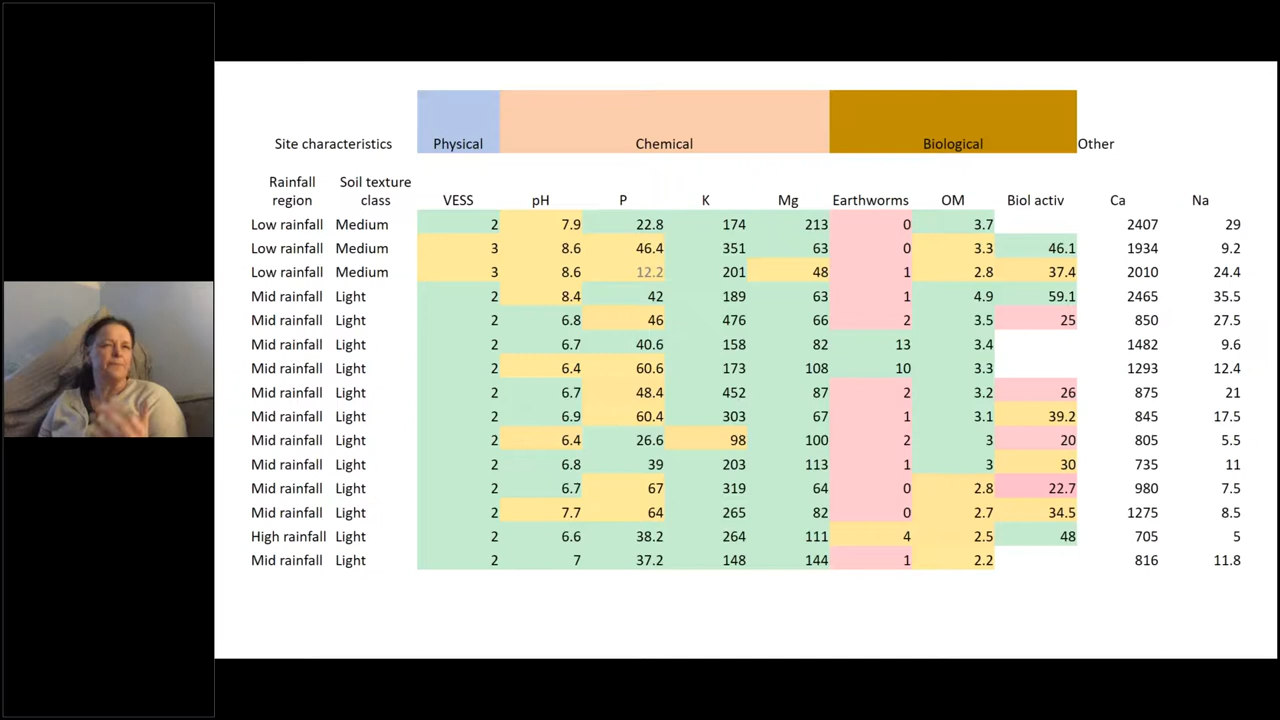 Site characteristics Physical Chemical Biological Other
Rainfall region Soil texture class VESS pH P K Mg Earthworms OM Biol activ Ca Na
Low rainfall Medium 2 7.9 22.8 174 213 0 3.7 2407 29
Low rainfall Medium 3 8.6 46.4 351 63 0 3.3 46.1 1934 9.2
Low rainfall Medium 3 8.6 12.2 201 48 1 2.8 37.4 2010 24.4
Mid rainfall Light 2 8.4 42 189 63 1 4.9 59.1 2465 35.5
Mid rainfall Light 2 6.8 46 476 66 2 3.5 25 850 27.5
Mid rainfall Light 2 6.7 40.6 158 82 13 3.4 1482 9.6
Mid rainfall Light 2 6.4 60.6 173 108 10 3.3 1293 12.4
Mid rainfall Light 2 6.7 48.4 452 87 2 3.2 26 875 21
Mid rainfall Light 2 6.9 60.4 303 67 1 3.1 39.2 845 17.5
Mid rainfall Light 2 6.4 26.6 98 100 2 3 20 805 5.5
Mid rainfall Light 2 6.8 39 203 113 1 3 30 735 11
Mid rainfall Light 2 6.7 67 319 64 0 2.8 22.7 980 7.5
Mid rainfall Light 2 7.7 64 265 82 0 2.7 34.5 1275 8.5
High rainfall Light 2 6.6 38.2 264 111 4 2.5 48 705 5
Mid rainfall Light 2 7 37.2 148 144 1 2.2 816 11.8